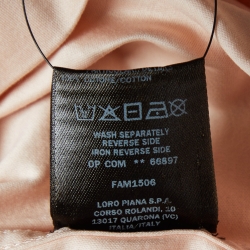 COTTON
WASH SEPARATELY
REVERSE SIDE
IRON REVERSE SIDE
OP COM ** 66897
FAM1506
LORO PIANA S.P.A.
CORSO ROLANDI, 10
13017 QUARONA (VC)
ITALIA/ITALY